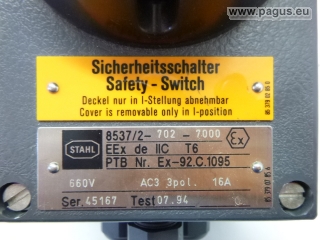 www.pagus.eu
Sicherheitsschalter
Safety - Switch
Deckel nur in I-Stellung abnehmbar
Cover is removable only in I-position
8537/2- 702 - 7000
Ex
STAHL
EEx de IIC T6
PTB Nr. Ex-92.C.1095
660V AC3 3pol. 16A
Ser. 45167 Test 07.94